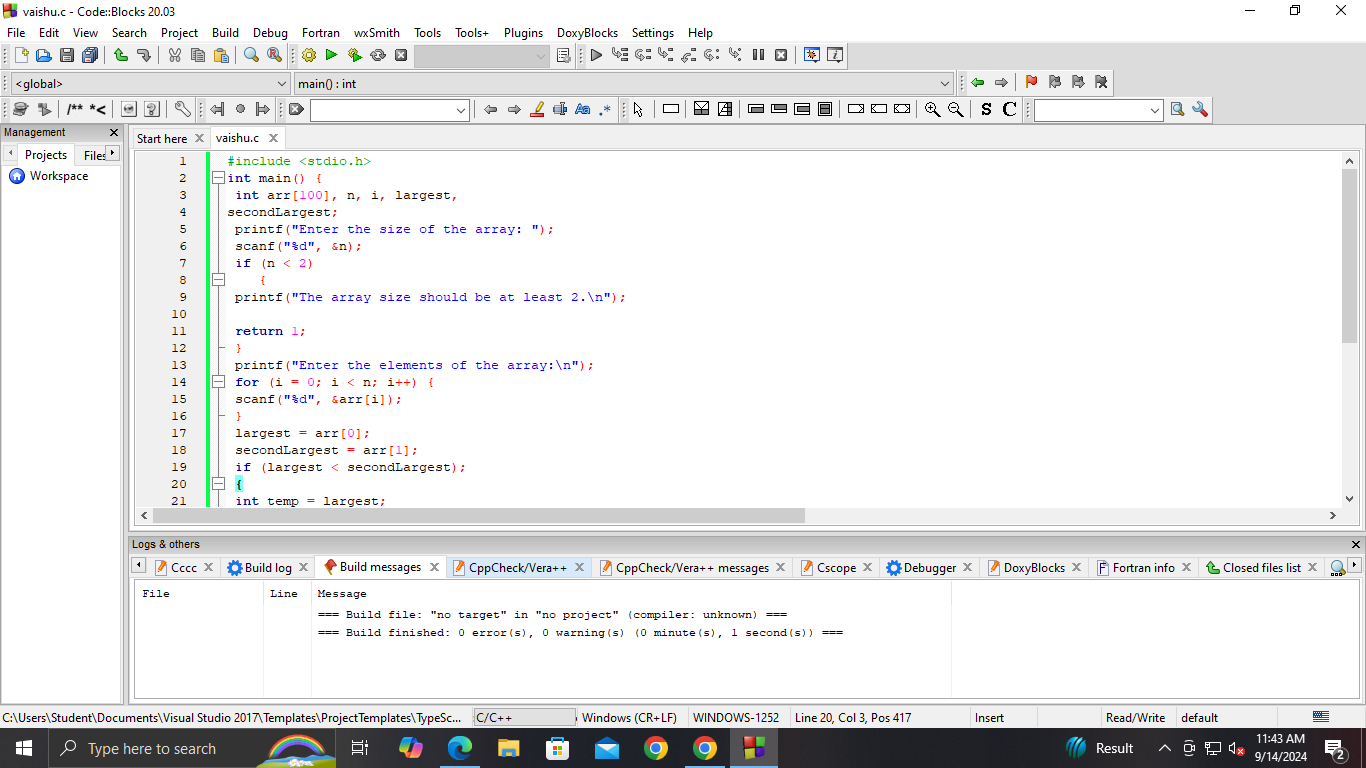 vaishu.c - Code::Blocks 20.03
File Edit View Search Project Build Debug Fortran wxSmith Tools Tools+ Plugins DoxyBlocks Settings Help
<global> main() : int
/** *< Aa .* S C
Management
Projects Files
Workspace
Start here vaishu.c
1 #include <stdio.h>
2 int main() {
3 int arr[100], n, i, largest,
4 secondLargest;
5 printf("Enter the size of the array: ");
6 scanf("%d", &n);
7 if (n < 2)
8 {
9 printf("The array size should be at least 2.\n");
10
11 return 1;
12 }
13 printf("Enter the elements of the array:\n");
14 for (i = 0; i < n; i++) {
15 scanf("%d", &arr[i]);
16 }
17 largest = arr[0];
18 secondLargest = arr[1];
19 if (largest < secondLargest);
20 {
21 int temp = largest;
Logs & others
Cccc Build log Build messages CppCheck/Vera++ CppCheck/Vera++ messages Cscope Debugger DoxyBlocks Fortran info Closed files list
File Line Message
=== Build file: "no target" in "no project" (compiler: unknown) ===
=== Build finished: 0 error(s), 0 warning(s) (0 minute(s), 1 second(s)) ===
C:\Users\Student\Documents\Visual Studio 2017\Templates\ProjectTemplates\TypeSc... C/C++ Windows (CR+LF) WINDOWS-1252 Line 20, Col 3, Pos 417 Insert Read/Write default
Type here to search Result 11:43 AM
9/14/2024 2